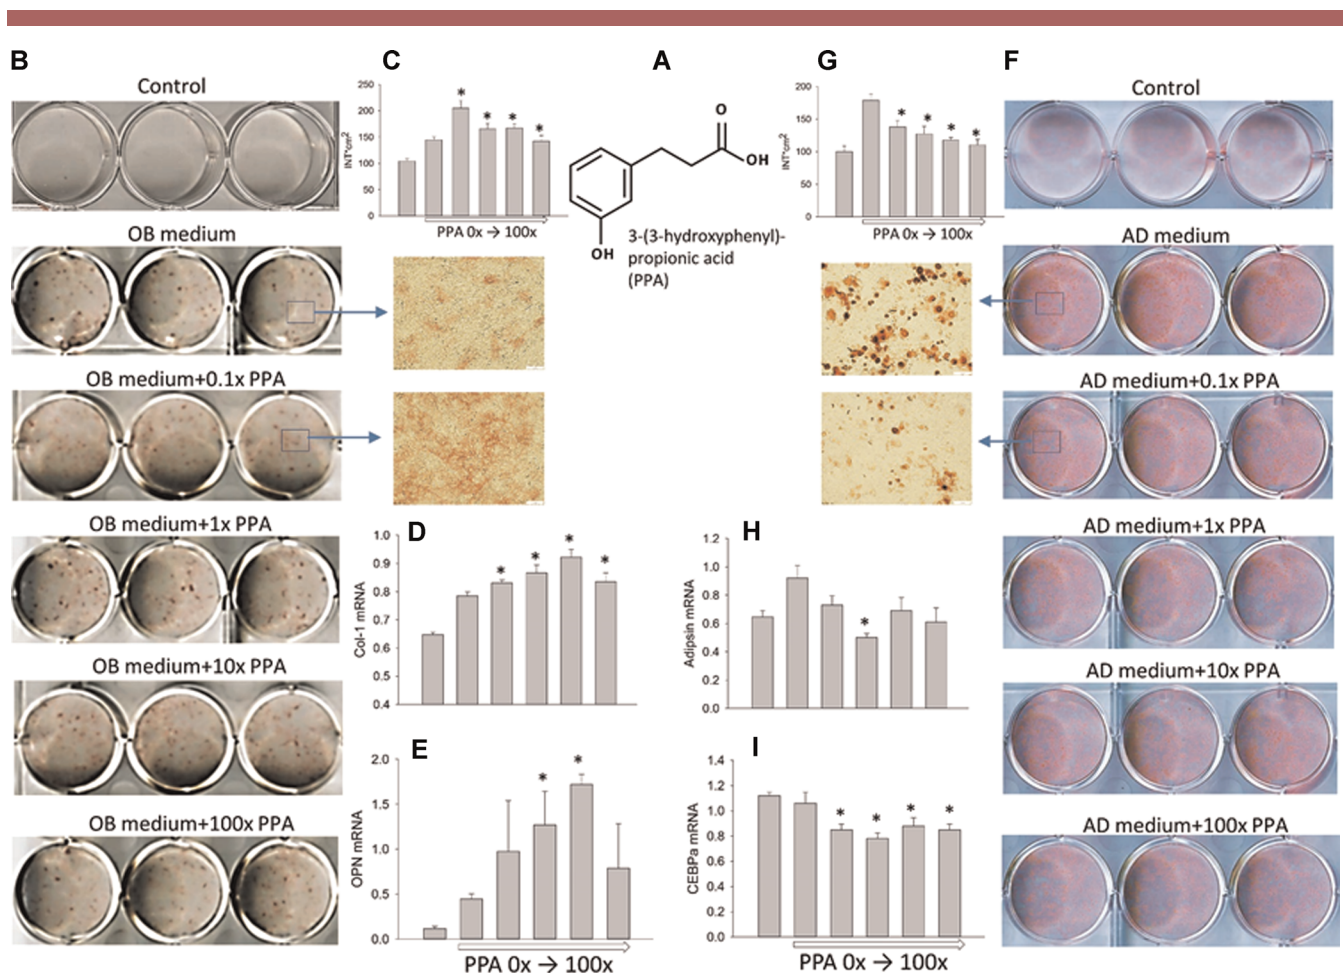 B
C
A
G
F
Control
OB medium
OB medium+0.1x PPA
OB medium+1x PPA
OB medium+10x PPA
OB medium+100x PPA
250
200
150
100
50
0
INT*cm²
*
*
*
*
PPA 0x → 100x
O
OH
OH
3-(3-hydroxyphenyl)-
propionic acid
(PPA)
200
150
100
50
0
INT*cm²
*
*
*
*
PPA 0x → 100x
Control
AD medium
AD medium+0.1x PPA
AD medium+1x PPA
AD medium+10x PPA
AD medium+100x PPA
D
1.0
0.9
0.8
0.7
0.6
0.5
0.4
Col-1 mRNA
*
*
*
*
H
1.2
1.0
0.8
0.6
0.4
0.2
0.0
Adipsin mRNA
*
E
2.0
1.5
1.0
0.5
0.0
OPN mRNA
*
*
PPA 0x → 100x
I
1.4
1.2
1.0
0.8
0.6
0.4
0.2
0.0
CEBPa mRNA
*
*
*
*
PPA 0x → 100x